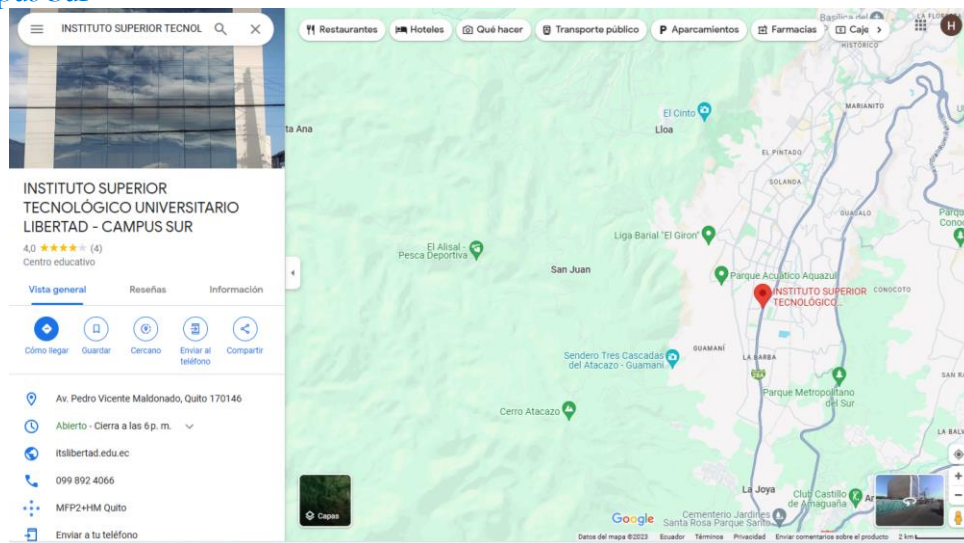 INSTITUTO SUPERIOR TECNOL
Restaurantes
Hoteles
Qué hacer
Transporte público
P Aparcamientos
Farmacias
Caje
H
INSTITUTO SUPERIOR
TECNOLÓGICO UNIVERSITARIO
LIBERTAD - CAMPUS SUR
4,0 (4)
Centro educativo
Vista general
Reseñas
Información
Cómo llegar
Guardar
Cercano
Enviar al
teléfono
Compartir
Av. Pedro Vicente Maldonado, Quito 170146
Abierto - Cierra a las 6 p. m.
itslibertad.edu.ec
099 892 4066
MFP2+HM Quito
Enviar a tu teléfono
HISTÓRICO
MARIANITO
El Cinto
Lloa
ta Ana
EL PINTADO
SOLANDA
GUAJALO
Parqu
Conoc
Liga Barial "El Giron"
El Alisal -
Pesca Deportiva
San Juan
Parque Acuático Aquazul
INSTITUTO SUPERIOR
TECNOLÓGICO...
CONOCOTO
GUAMANÍ
Sendero Tres Cascadas
del Atacazo - Guamaní
SAN R
Parque Metropolitano
del Sur
Cerro Atacazo
LA BAL
La Joya
Club Castillo
de Amaguaña
Cementerio Jardines
Santa Rosa Parque Santo
Capas
Google
Datos del mapa ©2023
Ecuador
Términos
Privacidad
Enviar comentarios sobre el producto
2 km